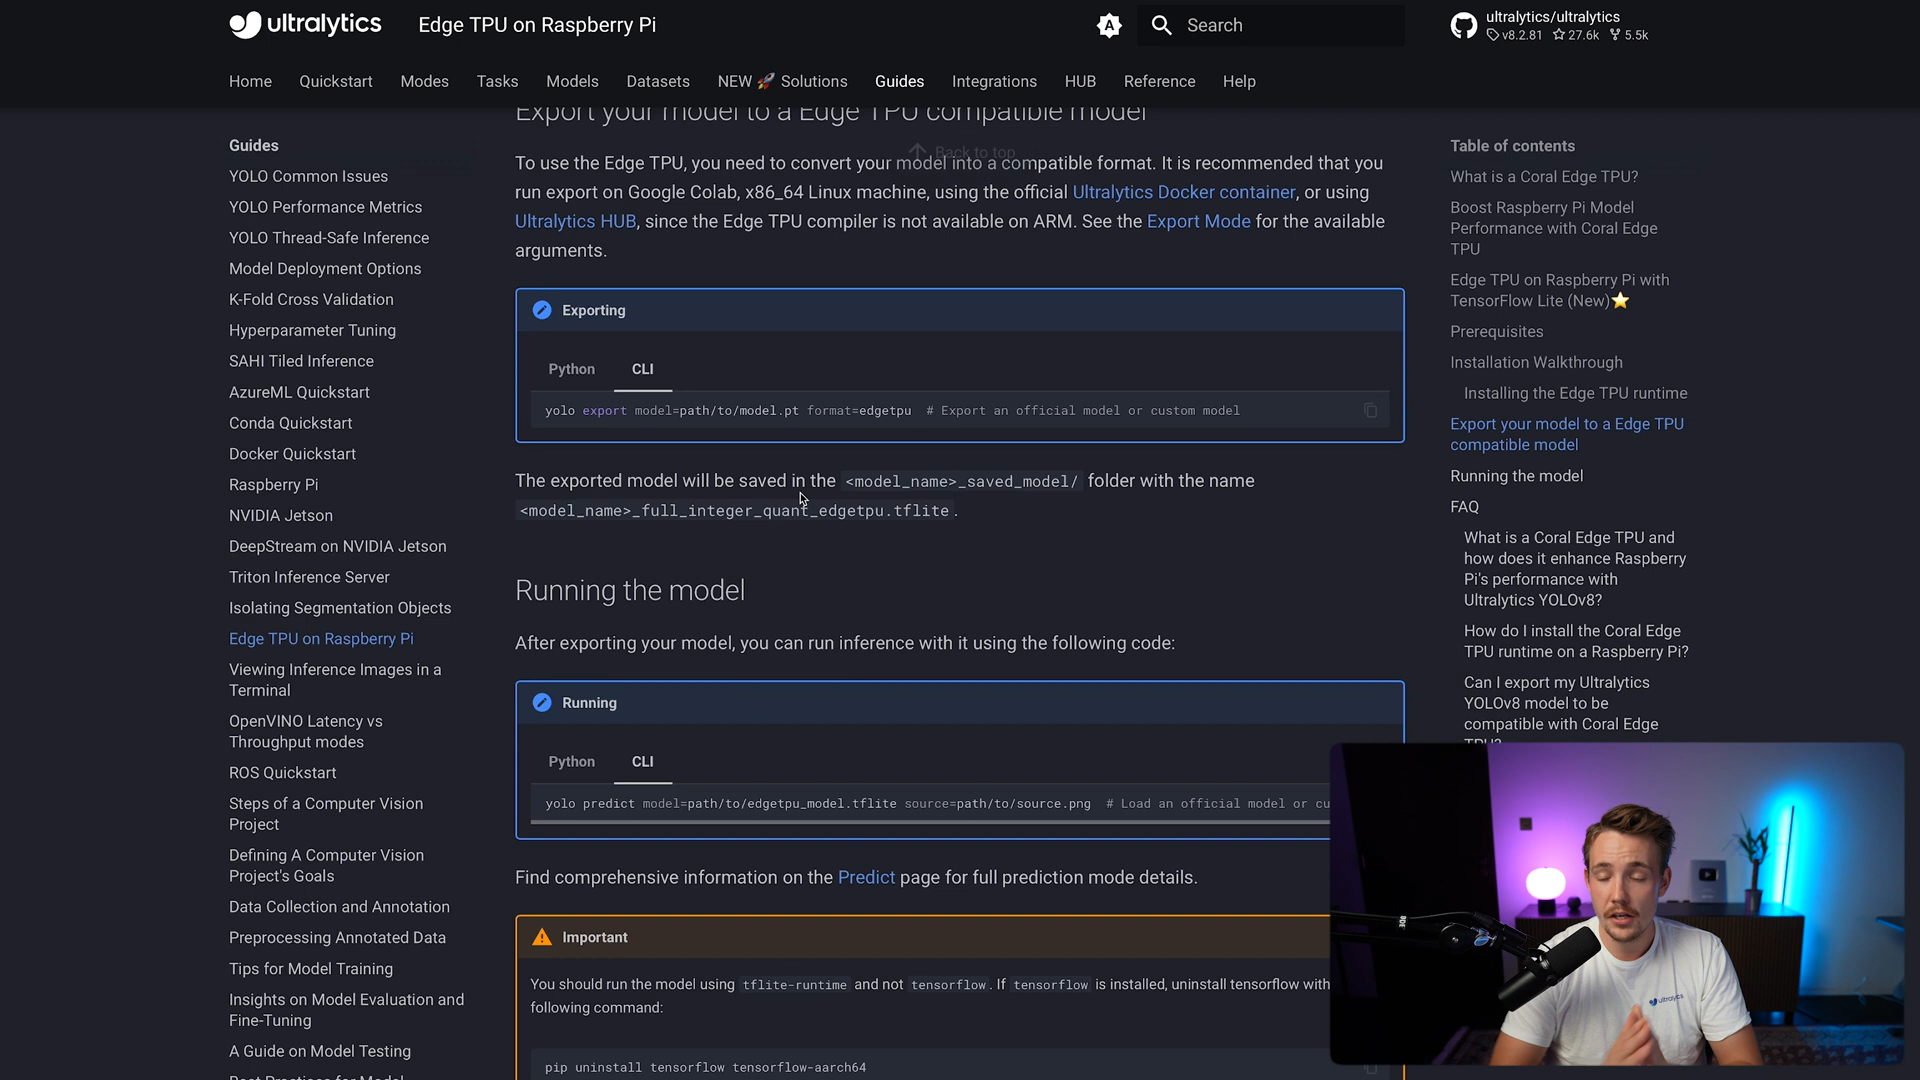 ultralytics
Edge TPU on Raspberry Pi
Search
ultralytics/ultralytics
v8.2.81 27.6k 5.5k
Home Quickstart Modes Tasks Models Datasets NEW 🚀 Solutions Guides Integrations HUB Reference Help
Guides
YOLO Common Issues
YOLO Performance Metrics
YOLO Thread-Safe Inference
Model Deployment Options
K-Fold Cross Validation
Hyperparameter Tuning
SAHI Tiled Inference
AzureML Quickstart
Conda Quickstart
Docker Quickstart
Raspberry Pi
NVIDIA Jetson
DeepStream on NVIDIA Jetson
Triton Inference Server
Isolating Segmentation Objects
Edge TPU on Raspberry Pi
Viewing Inference Images in a
Terminal
OpenVINO Latency vs
Throughput modes
ROS Quickstart
Steps of a Computer Vision
Project
Defining A Computer Vision
Project's Goals
Data Collection and Annotation
Preprocessing Annotated Data
Tips for Model Training
Insights on Model Evaluation and
Fine-Tuning
A Guide on Model Testing
Export your model to a Edge TPU compatible model
Back to top
To use the Edge TPU, you need to convert your model into a compatible format. It is recommended that you
run export on Google Colab, x86_64 Linux machine, using the official Ultralytics Docker container, or using
Ultralytics HUB, since the Edge TPU compiler is not available on ARM. See the Export Mode for the available
arguments.
Exporting
Python CLI
yolo export model=path/to/model.pt format=edgetpu # Export an official model or custom model
The exported model will be saved in the <model_name>_saved_model/ folder with the name
<model_name>_full_integer_quant_edgetpu.tflite.
Running the model
After exporting your model, you can run inference with it using the following code:
Running
Python CLI
yolo predict model=path/to/edgetpu_model.tflite source=path/to/source.png # Load an official model or cu
Find comprehensive information on the Predict page for full prediction mode details.
Important
You should run the model using tflite-runtime and not tensorflow. If tensorflow is installed, uninstall tensorflow with
following command:
pip uninstall tensorflow tensorflow-aarch64
Table of contents
What is a Coral Edge TPU?
Boost Raspberry Pi Model
Performance with Coral Edge
TPU
Edge TPU on Raspberry Pi with
TensorFlow Lite (New)⭐
Prerequisites
Installation Walkthrough
Installing the Edge TPU runtime
Export your model to a Edge TPU
compatible model
Running the model
FAQ
What is a Coral Edge TPU and
how does it enhance Raspberry
Pi's performance with
Ultralytics YOLOv8?
How do I install the Coral Edge
TPU runtime on a Raspberry Pi?
Can I export my Ultralytics
YOLOv8 model to be
compatible with Coral Edge
TPU?
RODE
ultralytics